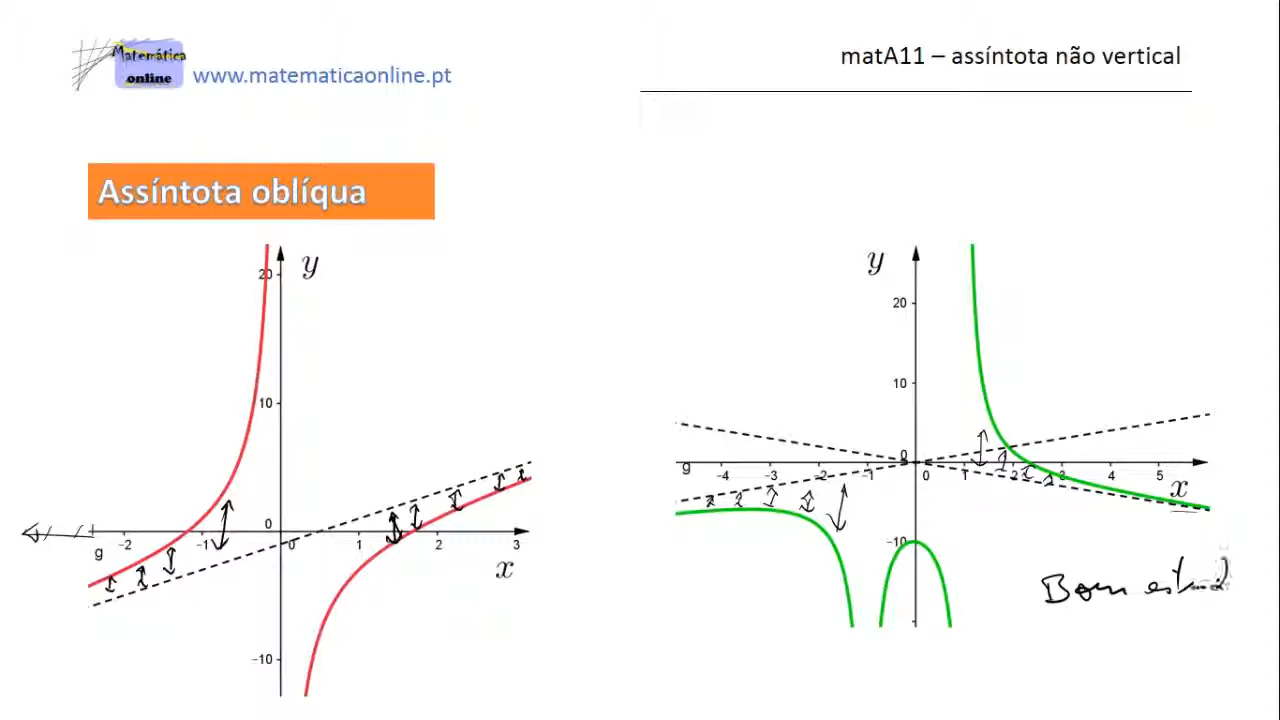 Matemática
online
www.matematicaonline.pt
matA11 – assíntota não vertical
Assíntota oblíqua
y
20
10
0
g
-2
-1
0
1
2
3
x
-10
y
20
10
0
g
-4
-3
-2
-1
0
1
2
3
4
5
x
-10
Bom